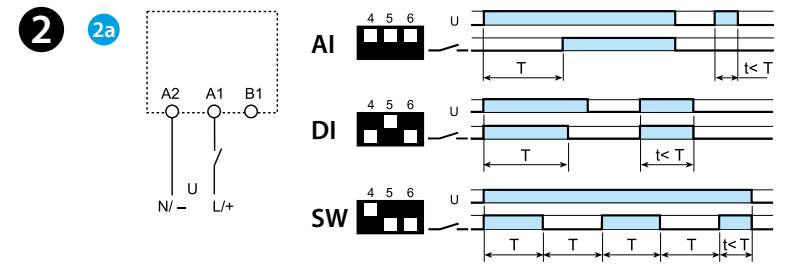 2 2a
A2 A1 B1
U
N/ – L/+
AI
4 5 6
U
T
t< T
DI
4 5 6
U
T
t< T
SW
4 5 6
U
T T T T t< T